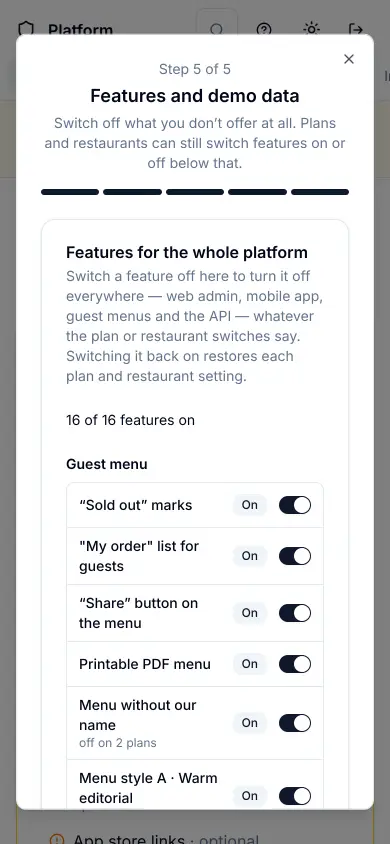 Platform
Step 5 of 5
Features and demo data
Switch off what you don’t offer at all. Plans
and restaurants can still switch features on or
off below that.
Features for the whole platform
Switch a feature off here to turn it off
everywhere — web admin, mobile app,
guest menus and the API — whatever
the plan or restaurant switches say.
Switching it back on restores each
plan and restaurant setting.
16 of 16 features on
Guest menu
“Sold out” marks On
"My order" list for
guests On
“Share” button on
the menu On
Printable PDF menu On
Menu without our
name On
off on 2 plans
Menu style A · Warm
editorial On
App store links · optional